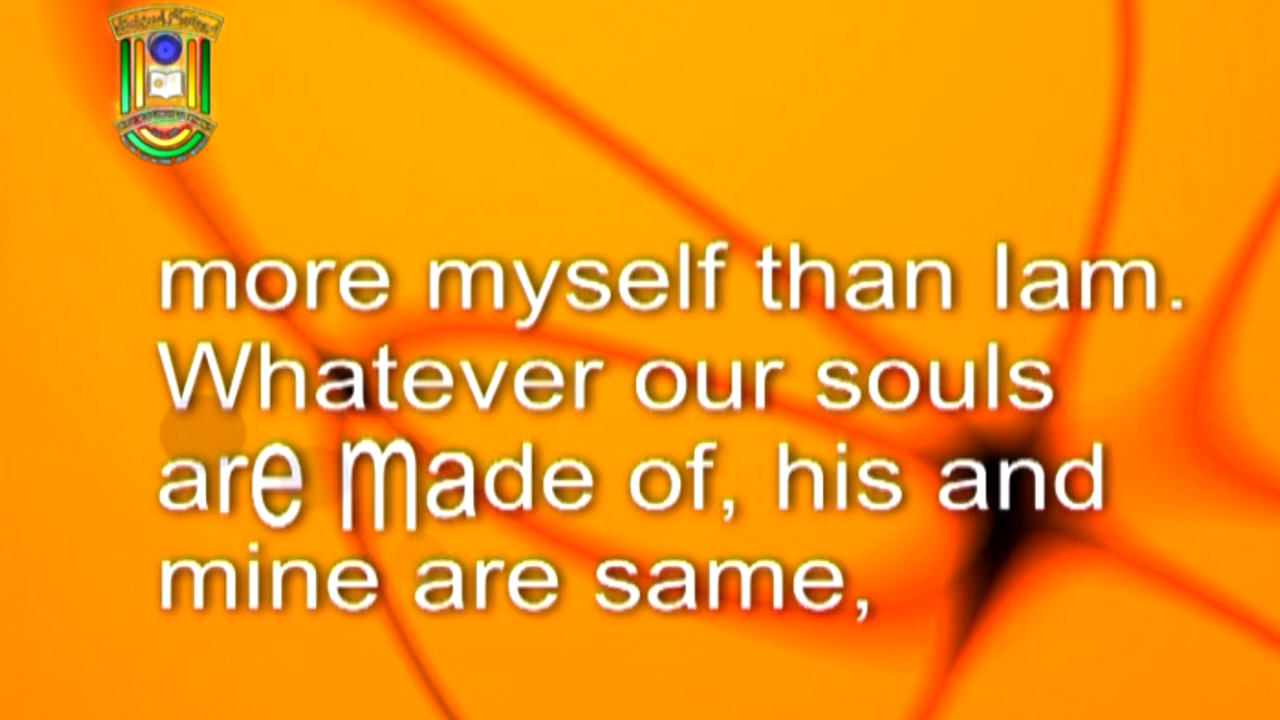 more myself than Iam.
Whatever our souls
are made of, his and
mine are same,